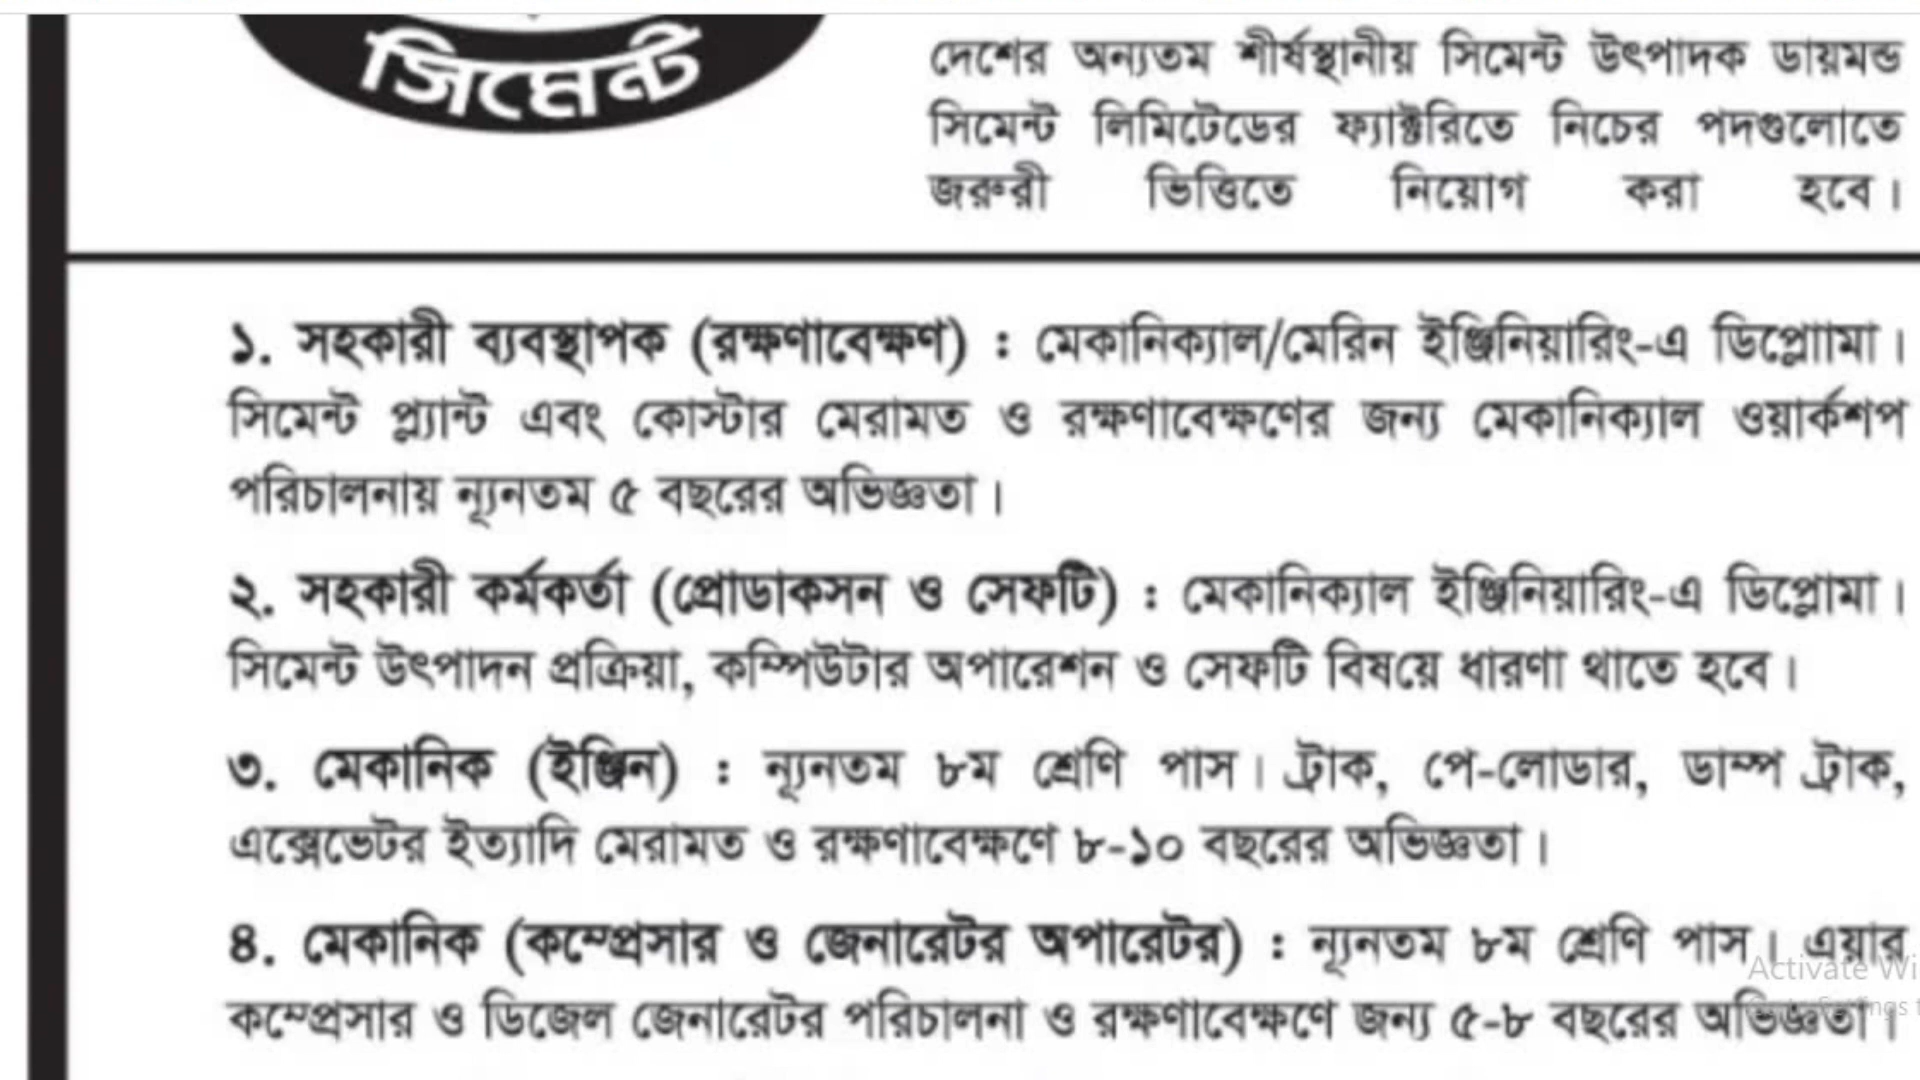 সিমেন্ট
দেশের অন্যতম শীর্ষস্থানীয় সিমেন্ট উৎপাদক ডায়মন্ড
সিমেন্ট লিমিটেডের ফ্যাক্টরিতে নিচের পদগুলোতে
জরুরী ভিত্তিতে নিয়োগ করা হবে।
১. সহকারী ব্যবস্থাপক (রক্ষণাবেক্ষণ) : মেকানিক্যাল/মেরিন ইঞ্জিনিয়ারিং-এ ডিপ্লোামা।
সিমেন্ট প্ল্যান্ট এবং কোস্টার মেরামত ও রক্ষণাবেক্ষণের জন্য মেকানিক্যাল ওয়ার্কশপ
পরিচালনায় ন্যূনতম ৫ বছরের অভিজ্ঞতা।
২. সহকারী কর্মকর্তা (প্রোডাকসন ও সেফটি) : মেকানিক্যাল ইঞ্জিনিয়ারিং-এ ডিপ্লোমা।
সিমেন্ট উৎপাদন প্রক্রিয়া, কম্পিউটার অপারেশন ও সেফটি বিষয়ে ধারণা থাতে হবে।
৩. মেকানিক (ইঞ্জিন) : ন্যূনতম ৮ম শ্রেণি পাস। ট্রাক, পে-লোডার, ডাম্প ট্রাক,
এক্সেভেটর ইত্যাদি মেরামত ও রক্ষণাবেক্ষণে ৮-১০ বছরের অভিজ্ঞতা।
৪. মেকানিক (কম্প্রেসার ও জেনারেটর অপারেটর) : ন্যূনতম ৮ম শ্রেণি পাস। এয়ার
কম্প্রেসার ও ডিজেল জেনারেটর পরিচালনা ও রক্ষণাবেক্ষণে জন্য ৫-৮ বছরের অভিজ্ঞতা।
Activate Wi